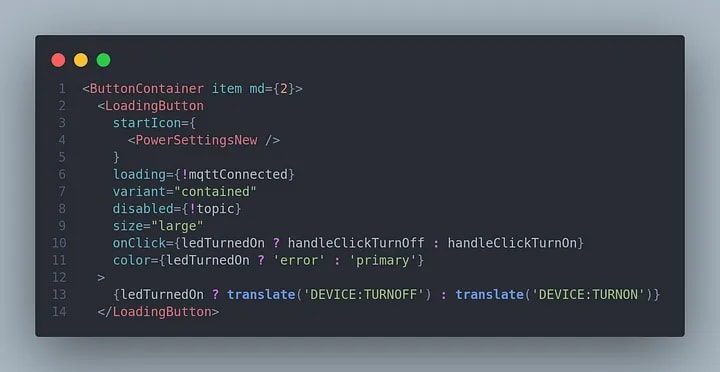 1 <ButtonContainer item md={2}>
2   <LoadingButton
3     startIcon={
4       <PowerSettingsNew />
5     }
6     loading={!mqttConnected}
7     variant="contained"
8     disabled={!topic}
9     size="large"
10     onClick={ledTurnedOn ? handleClickTurnOff : handleClickTurnOn}
11     color={ledTurnedOn ? 'error' : 'primary'}
12   >
13     {ledTurnedOn ? translate('DEVICE:TURNOFF') : translate('DEVICE:TURNON')}
14   </LoadingButton>